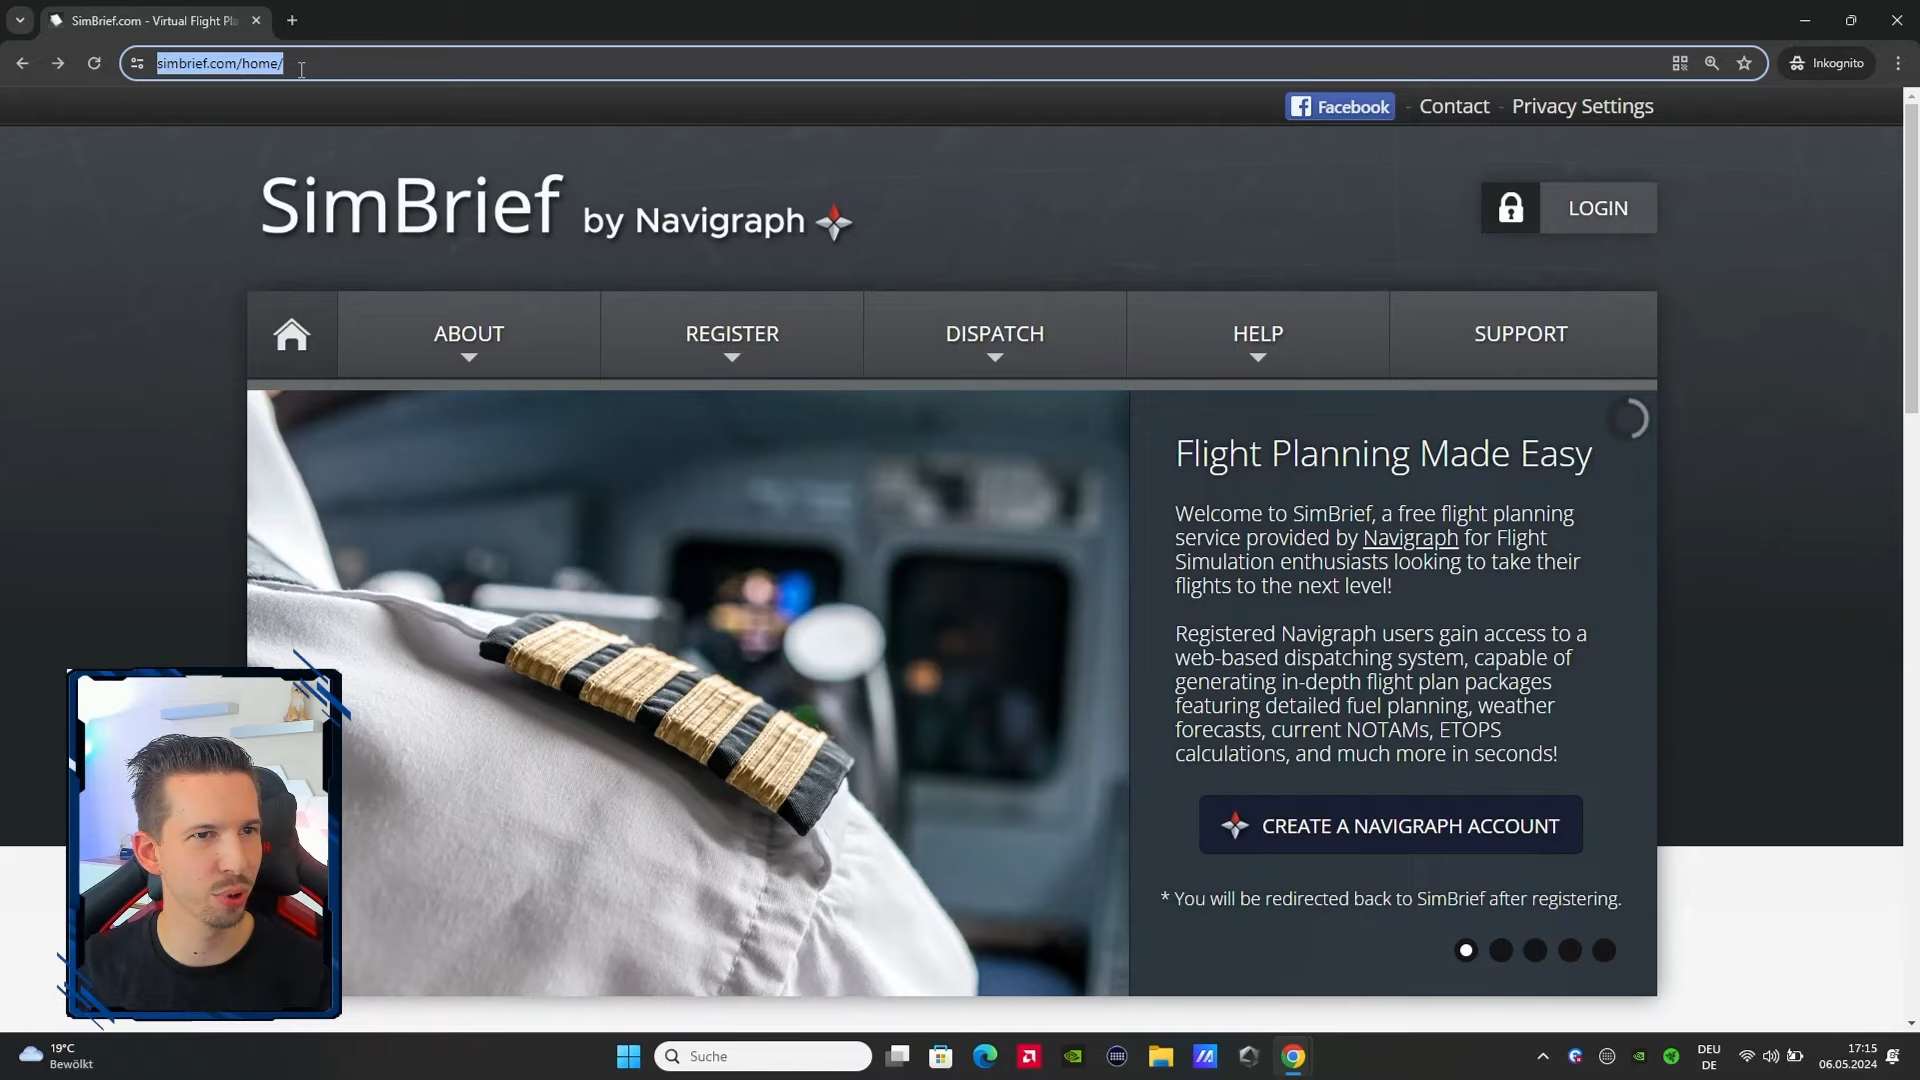 SimBrief.com - Virtual Flight Pla
simbrief.com/home/
Inkognito
Facebook - Contact - Privacy Settings
SimBrief by Navigraph
LOGIN
ABOUT
REGISTER
DISPATCH
HELP
SUPPORT
Flight Planning Made Easy
Welcome to SimBrief, a free flight planning
service provided by Navigraph for Flight
Simulation enthusiasts looking to take their
flights to the next level!
Registered Navigraph users gain access to a
web-based dispatching system, capable of
generating in-depth flight plan packages
featuring detailed fuel planning, weather
forecasts, current NOTAMs, ETOPS
calculations, and much more in seconds!
CREATE A NAVIGRAPH ACCOUNT
* You will be redirected back to SimBrief after registering.
19°C
Bewölkt
Suche
DEU
DE
17:15
06.05.2024